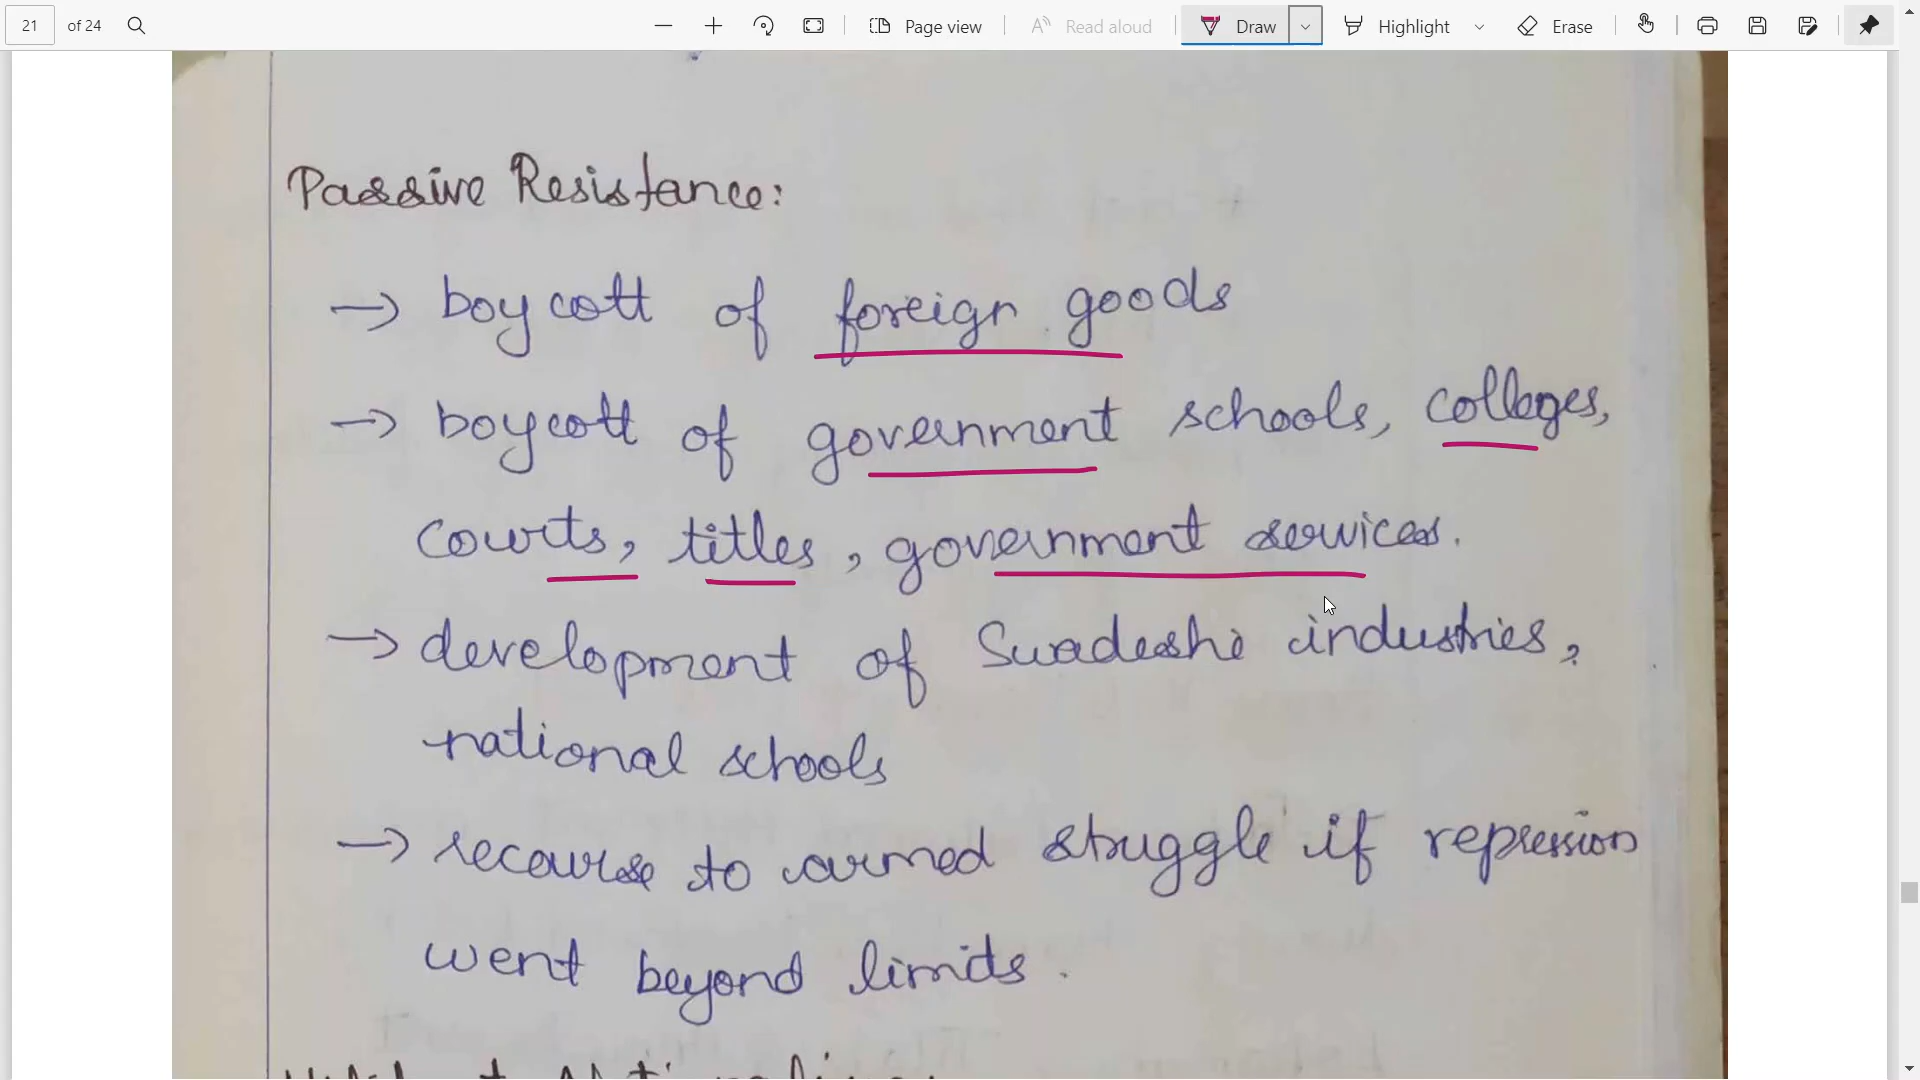 21 of 24 Page view Read aloud Draw Highlight Erase
Passive Resistance:
→ boycott of foreign goods
→ boycott of government schools, colleges,
courts, titles, government services.
→ development of Swadeshi industries,
national schools
→ recourse to armed struggle if repression
went beyond limits.